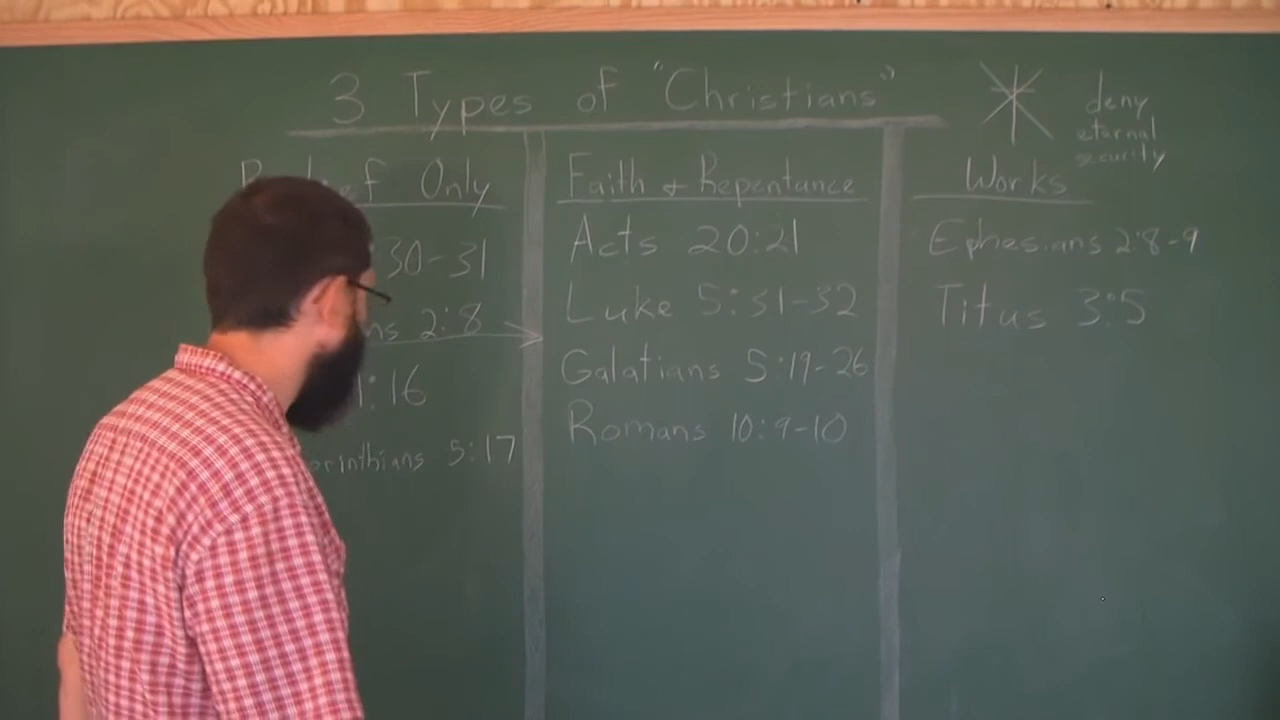 3 Types of "Christians"
deny
etarnal
security
Only
30-31
2:8
:16
5:17
Faith & Repentance
Acts 20:21
Luke 5:31-32
Galatians 5:19-26
Romans 10:9-10
Works
Ephesians 2:8-9
Titus 3:5